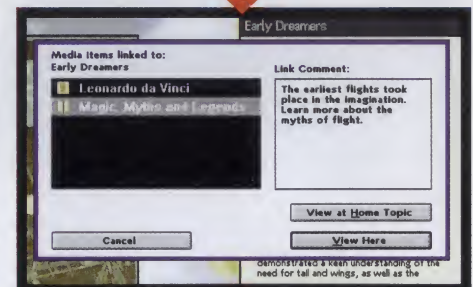 Early Dreamers
Media Items linked to:
Early Dreamers
Leonardo da Vinci
Magic, Myths and Legends
Link Comment:
The earliest flights took
place in the imagination.
Learn more about the
myths of flight.
View at Home Topic
Cancel
View Here
demonstrated a keen understanding of the
need for tail and wings, as well as the